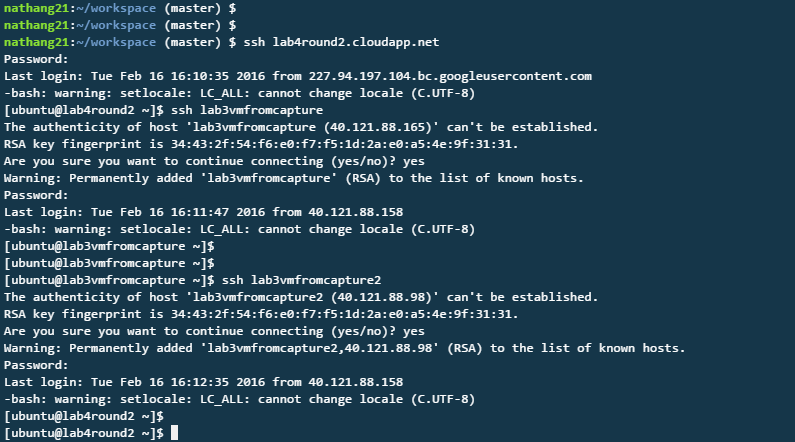 nathang21:~/workspace (master) $
nathang21:~/workspace (master) $
nathang21:~/workspace (master) $ ssh lab4round2.cloudapp.net
Password:
Last login: Tue Feb 16 16:10:35 2016 from 227.94.197.104.bc.googleusercontent.com
-bash: warning: setlocale: LC_ALL: cannot change locale (C.UTF-8)
[ubuntu@lab4round2 ~]$ ssh lab3vmfromcapture
The authenticity of host 'lab3vmfromcapture (40.121.88.165)' can't be established.
RSA key fingerprint is 34:43:2f:54:f6:e0:f7:f5:1d:2a:e0:a5:4e:9f:31:31.
Are you sure you want to continue connecting (yes/no)? yes
Warning: Permanently added 'lab3vmfromcapture' (RSA) to the list of known hosts.
Password:
Last login: Tue Feb 16 16:11:47 2016 from 40.121.88.158
-bash: warning: setlocale: LC_ALL: cannot change locale (C.UTF-8)
[ubuntu@lab3vmfromcapture ~]$
[ubuntu@lab3vmfromcapture ~]$
[ubuntu@lab3vmfromcapture ~]$ ssh lab3vmfromcapture2
The authenticity of host 'lab3vmfromcapture2 (40.121.88.98)' can't be established.
RSA key fingerprint is 34:43:2f:54:f6:e0:f7:f5:1d:2a:e0:a5:4e:9f:31:31.
Are you sure you want to continue connecting (yes/no)? yes
Warning: Permanently added 'lab3vmfromcapture2,40.121.88.98' (RSA) to the list of known hosts.
Password:
Last login: Tue Feb 16 16:12:35 2016 from 40.121.88.158
-bash: warning: setlocale: LC_ALL: cannot change locale (C.UTF-8)
[ubuntu@lab4round2 ~]$
[ubuntu@lab4round2 ~]$